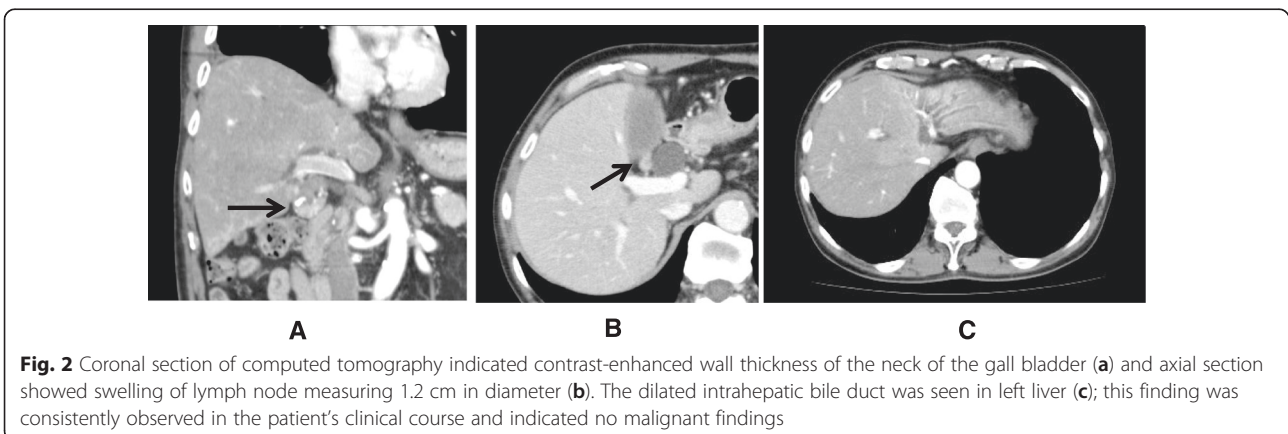 A
B
C
Fig. 2 Coronal section of computed tomography indicated contrast-enhanced wall thickness of the neck of the gall bladder (a) and axial section
showed swelling of lymph node measuring 1.2 cm in diameter (b). The dilated intrahepatic bile duct was seen in left liver (c); this finding was
consistently observed in the patient's clinical course and indicated no malignant findings